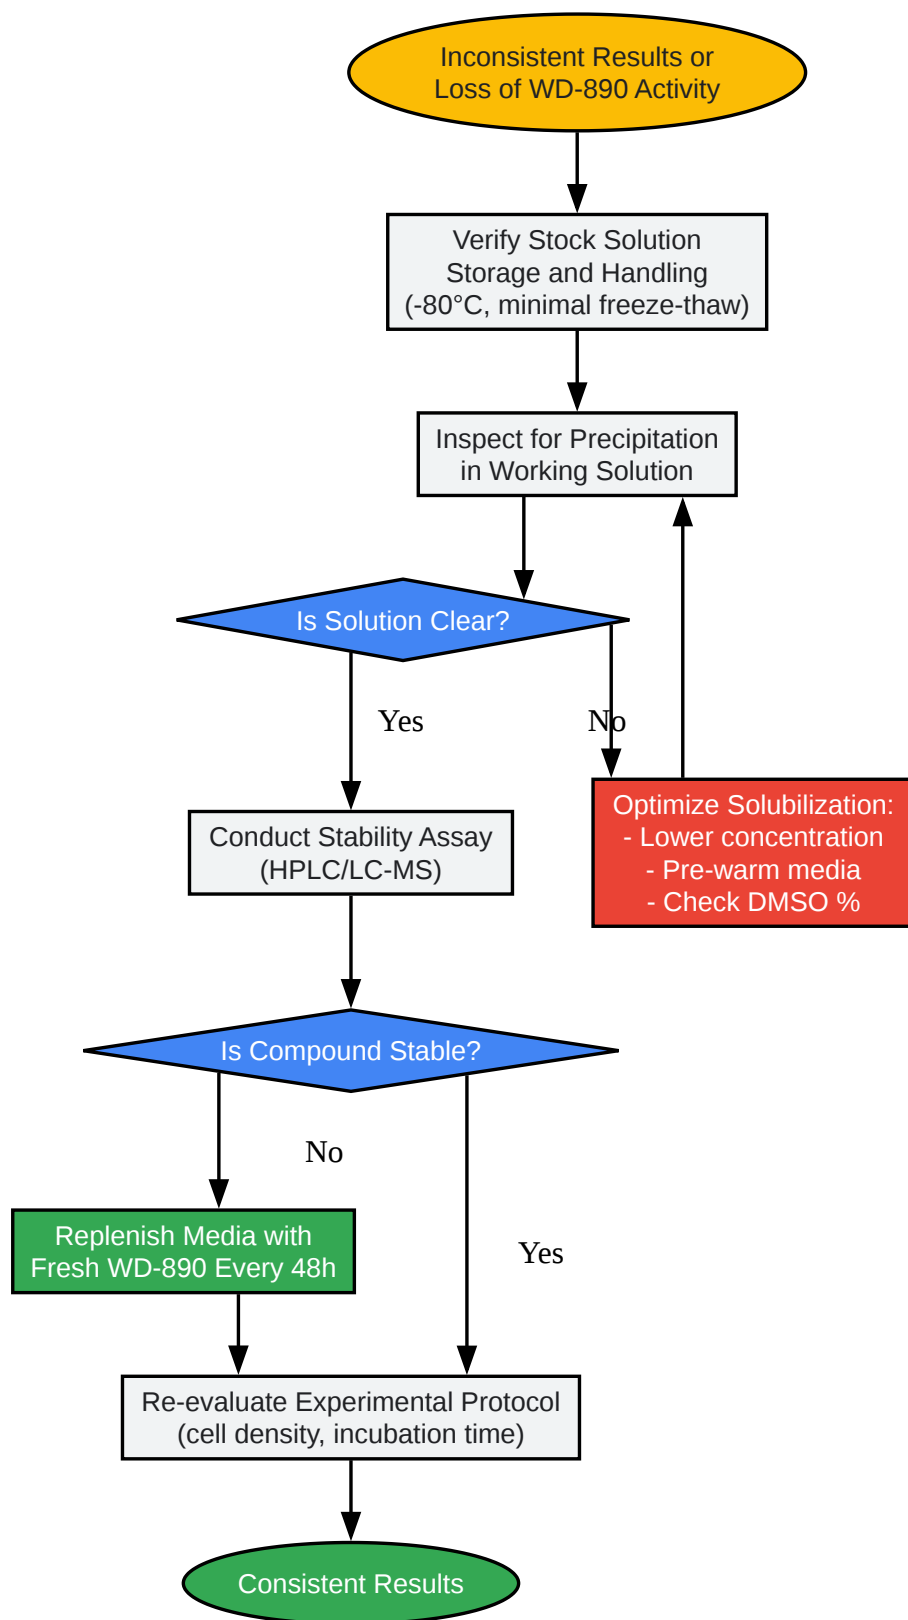 Inconsistent Results or
Loss of WD-890 Activity
Verify Stock Solution
Storage and Handling
(-80°C, minimal freeze-thaw)
Inspect for Precipitation
in Working Solution
Is Solution Clear?
Yes
No
Optimize Solubilization:
- Lower concentration
- Pre-warm media
- Check DMSO %
Conduct Stability Assay
(HPLC/LC-MS)
Is Compound Stable?
No
Replenish Media with
Fresh WD-890 Every 48h
Yes
Re-evaluate Experimental Protocol
(cell density, incubation time)
Consistent Results